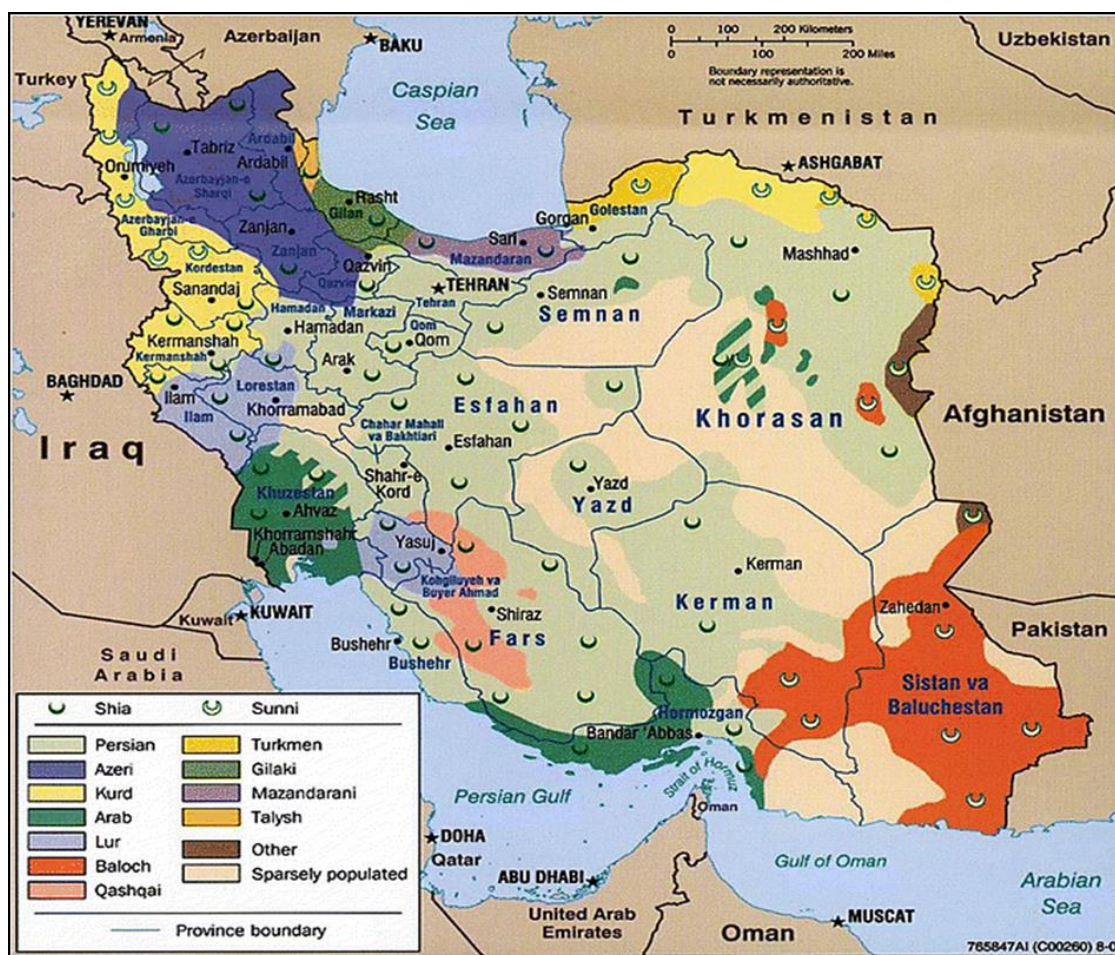 YEREVAN
Armenia
Azerbaijan
BAKU
Turkey
Caspian
Sea
0 100 200 Kilometers
0 100 200 Miles
Boundary representation is
not necessarily authoritative.
Uzbekistan
Turkmenistan
ASHGABAT
Tabriz
Ardabil
Ardabil
Orumiyeh
Azerbayjan-e
Sharqi
Rasht
Gilan
Azerbayjan-e
Gharbi
Zanjan
Zanjan
Gorgan
Golestan
Sari
Mazandaran
Mashhad
Kordestan
Qazvin
Qazvin
TEHRAN
Tehran
Semnan
Semnan
Sanandaj
Hamadan
Markazi
Hamadan
Qom
Qom
Kermanshah
Kermanshah
Arak
BAGHDAD
Ilam
Ilam
Lorestan
Khorramabad
Esfahan
Khorasan
Afghanistan
Iraq
Chahar Mahall
va Bakhtiari
Esfahan
Shahr-e
Kord
Yazd
Yazd
Khuzestan
Ahvaz
Khorramshahr
Abadan
Yasuj
Kohgiluyeh va
Buyer Ahmad
Kerman
Kerman
Zahedan
Kuwait
KUWAIT
Shiraz
Fars
Pakistan
Saudi
Arabia
Bushehr
Bushehr
Sistan va
Baluchestan
Hormozgan
Bandar 'Abbas
Strait of Hormuz
Oman
Persian Gulf
DOHA
Qatar
ABU DHABI
United Arab
Emirates
Gulf of Oman
MUSCAT
Oman
Arabian
Sea
Shia Sunni
Persian Turkmen
Azeri Gilaki
Kurd Mazandarani
Arab Talysh
Lur Other
Baloch Sparsely populated
Qashqai
Province boundary
765847AI (C00260) 8-0